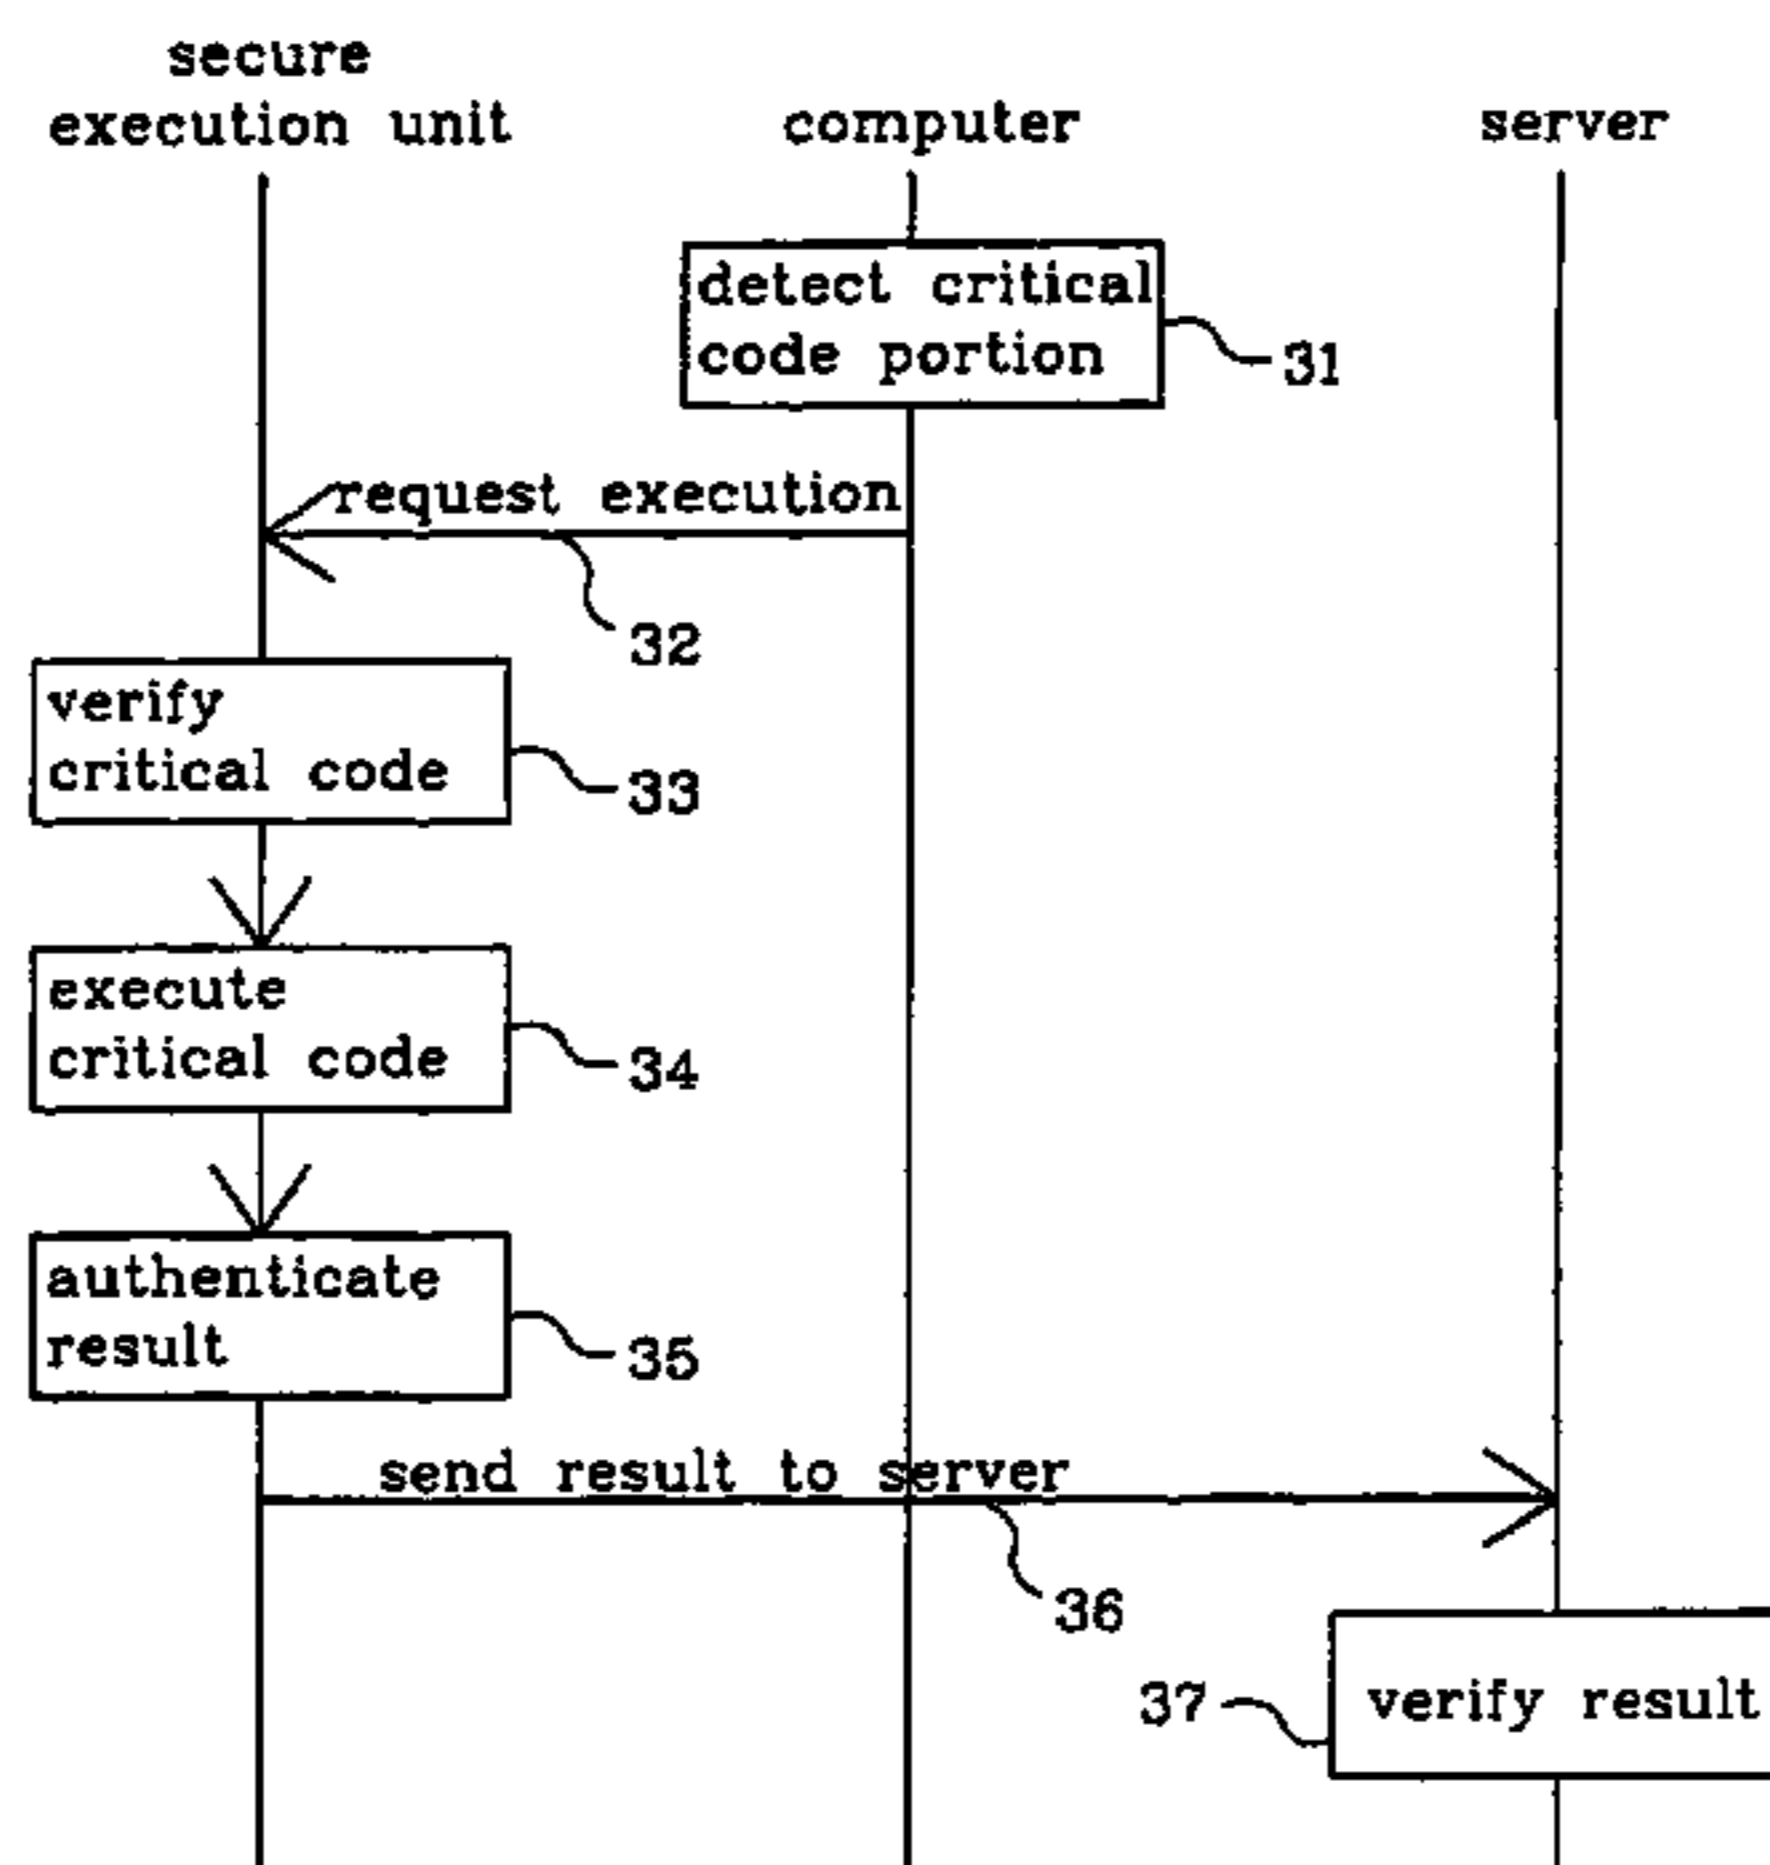 secure
execution unit
computer
server
detect critical
code portion
31
request execution
32
verify
critical code
33
execute
critical code
34
authenticate
result
35
send result to server
36
37
verify result